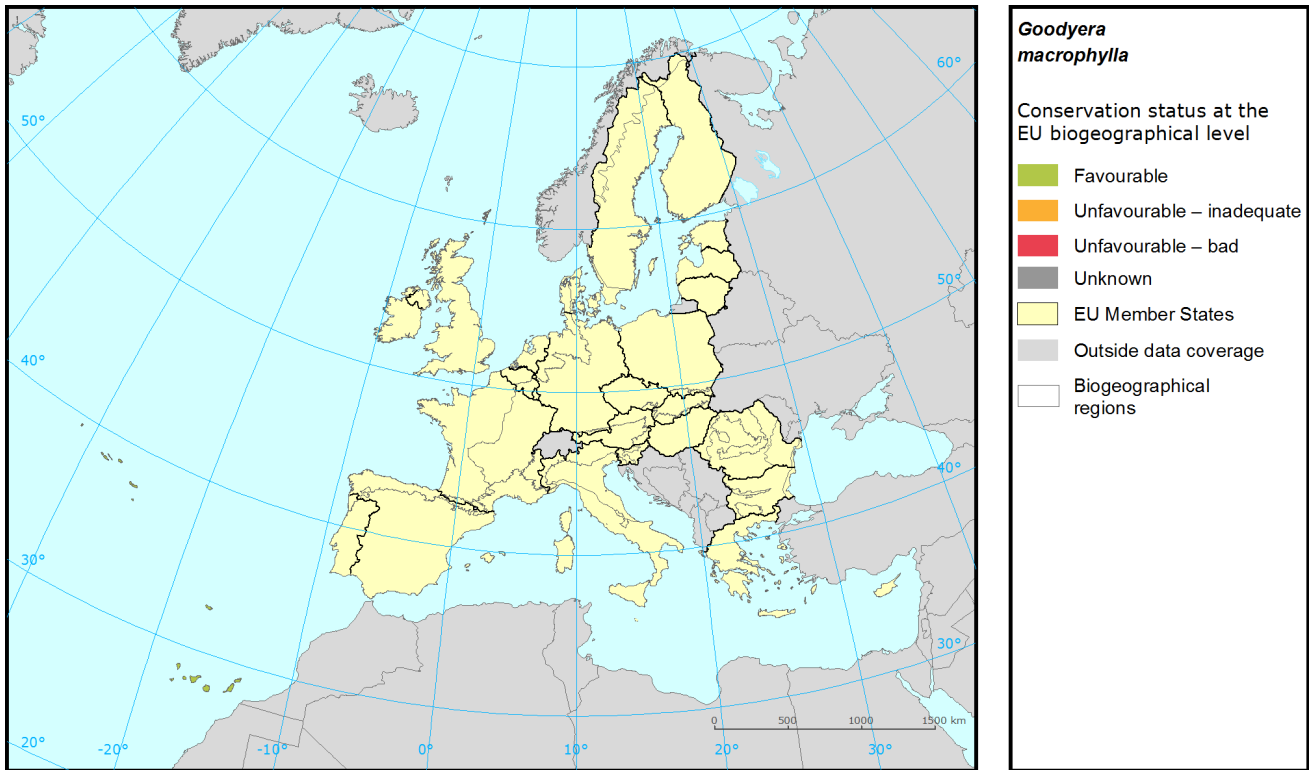 60°
50°
50°
40°
40°
30°
30°
20°
-20°
-10°
0°
10°
20°
30°
0
500
1000
1500 km
Goodyera
macrophylla
Conservation status at the
EU biogeographical level
Favourable
Unfavourable – inadequate
Unfavourable – bad
Unknown
EU Member States
Outside data coverage
Biogeographical
regions